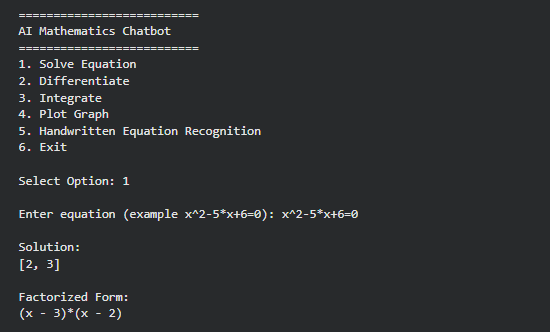 ==========================
AI Mathematics Chatbot
==========================
1. Solve Equation
2. Differentiate
3. Integrate
4. Plot Graph
5. Handwritten Equation Recognition
6. Exit
Select Option: 1
Enter equation (example x^2-5*x+6=0): x^2-5*x+6=0
Solution:
[2, 3]
Factorized Form:
(x - 3)*(x - 2)